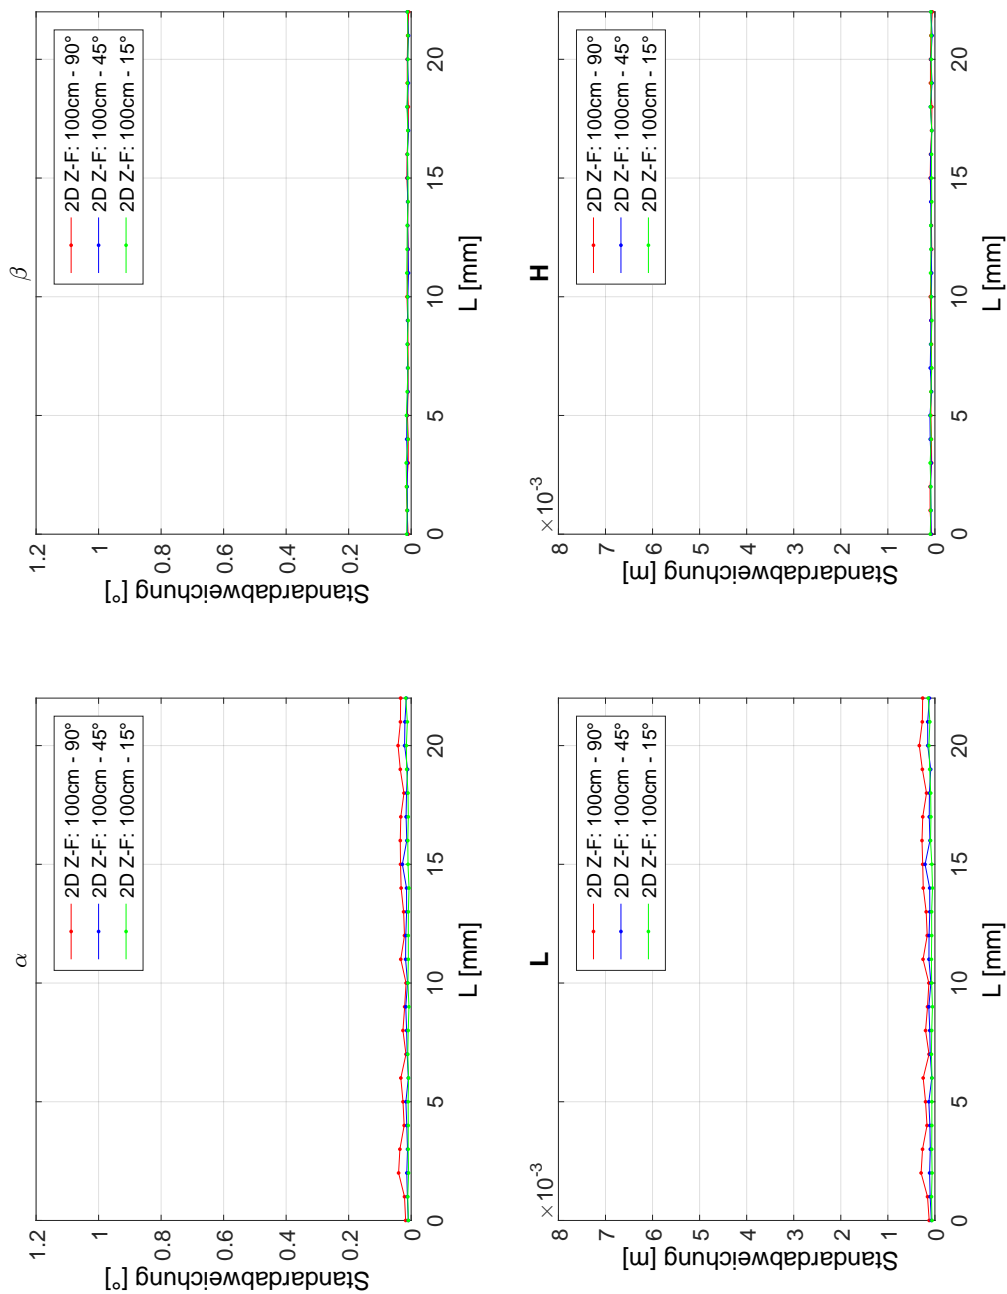 α
Standardabweichung [°]
1.2
1
0.8
0.6
0.4
0.2
0
0 5 10 15 20
L [mm]
2D Z-F: 100cm - 90°
2D Z-F: 100cm - 45°
2D Z-F: 100cm - 15°
β
Standardabweichung [°]
1.2
1
0.8
0.6
0.4
0.2
0
0 5 10 15 20
L [mm]
2D Z-F: 100cm - 90°
2D Z-F: 100cm - 45°
2D Z-F: 100cm - 15°
L
×10-3
Standardabweichung [m]
8
7
6
5
4
3
2
1
0
0 5 10 15 20
L [mm]
2D Z-F: 100cm - 90°
2D Z-F: 100cm - 45°
2D Z-F: 100cm - 15°
H
×10-3
Standardabweichung [m]
8
7
6
5
4
3
2
1
0
0 5 10 15 20
L [mm]
2D Z-F: 100cm - 90°
2D Z-F: 100cm - 45°
2D Z-F: 100cm - 15°